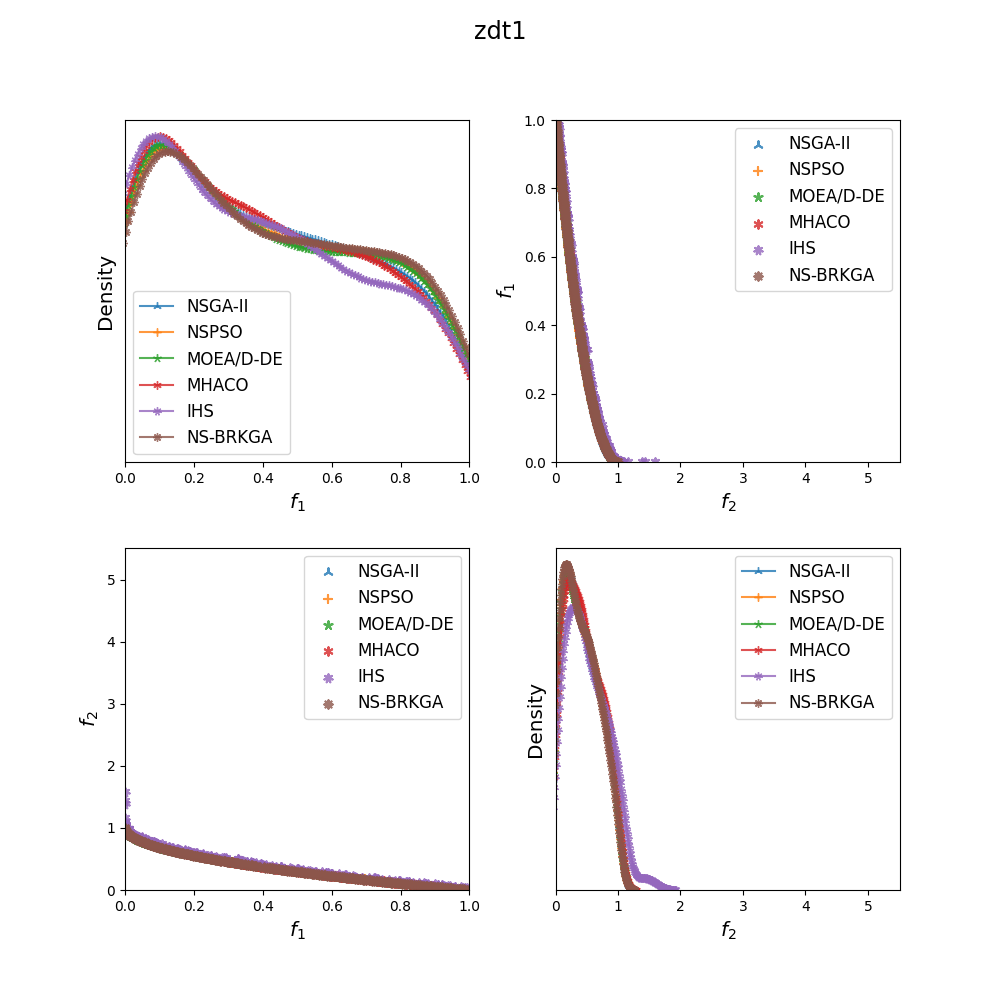 zdt1
Density
NSGA-II
NSPSO
MOEA/D-DE
MHACO
IHS
NS-BRKGA
0.0 0.2 0.4 0.6 0.8 1.0
f1
f1
1.0
0.8
0.6
0.4
0.2
0.0
NSGA-II
NSPSO
MOEA/D-DE
MHACO
IHS
NS-BRKGA
0 1 2 3 4 5
f2
f2
5
4
3
2
1
0
NSGA-II
NSPSO
MOEA/D-DE
MHACO
IHS
NS-BRKGA
0.0 0.2 0.4 0.6 0.8 1.0
f1
Density
NSGA-II
NSPSO
MOEA/D-DE
MHACO
IHS
NS-BRKGA
0 1 2 3 4 5
f2